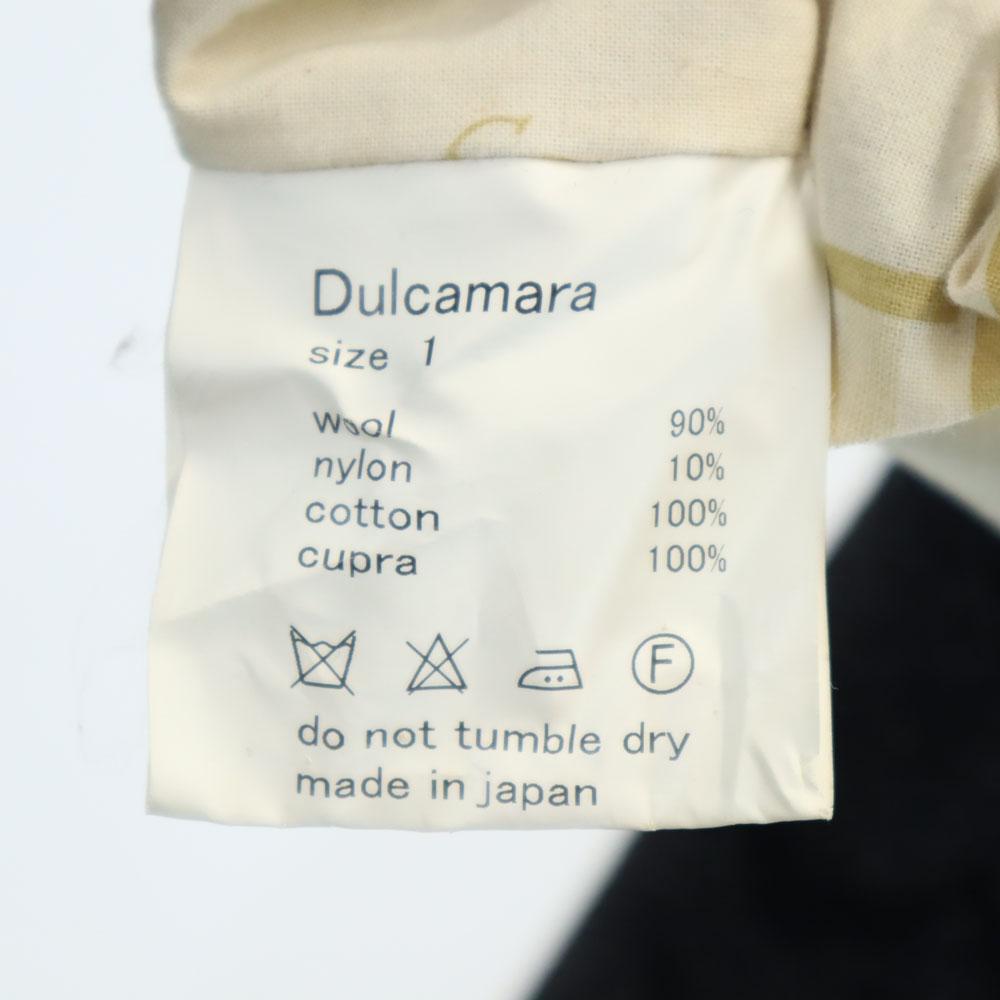 Dulcamara
size 1
wool 90%
nylon 10%
cotton 100%
cupra 100%
F
do not tumble dry
made in japan